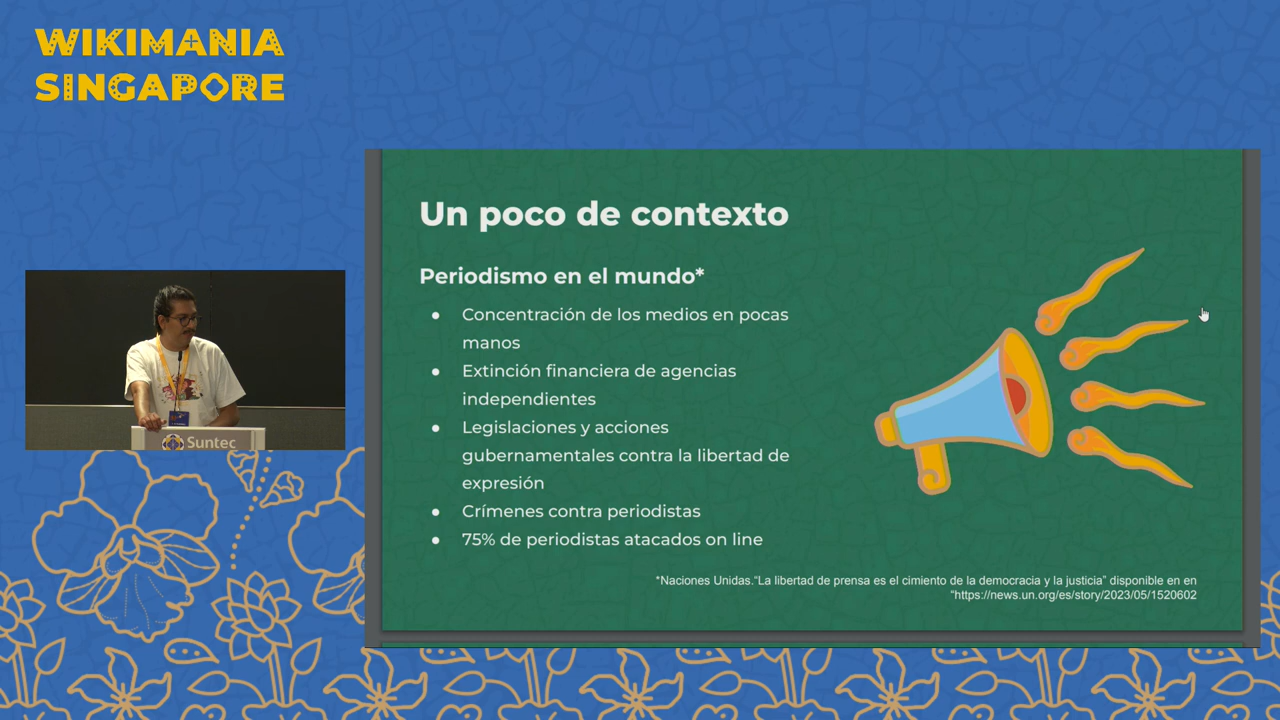 WIKIMANIA
SINGAPORE
Un poco de contexto
Periodismo en el mundo*
● Concentración de los medios en pocas
manos
● Extinción financiera de agencias
independientes
● Legislaciones y acciones
gubernamentales contra la libertad de
expresión
● Crímenes contra periodistas
● 75% de periodistas atacados on line
*Naciones Unidas.“La libertad de prensa es el cimiento de la democracia y la justicia” disponible en en
“https://news.un.org/es/story/2023/05/1520602
Suntec